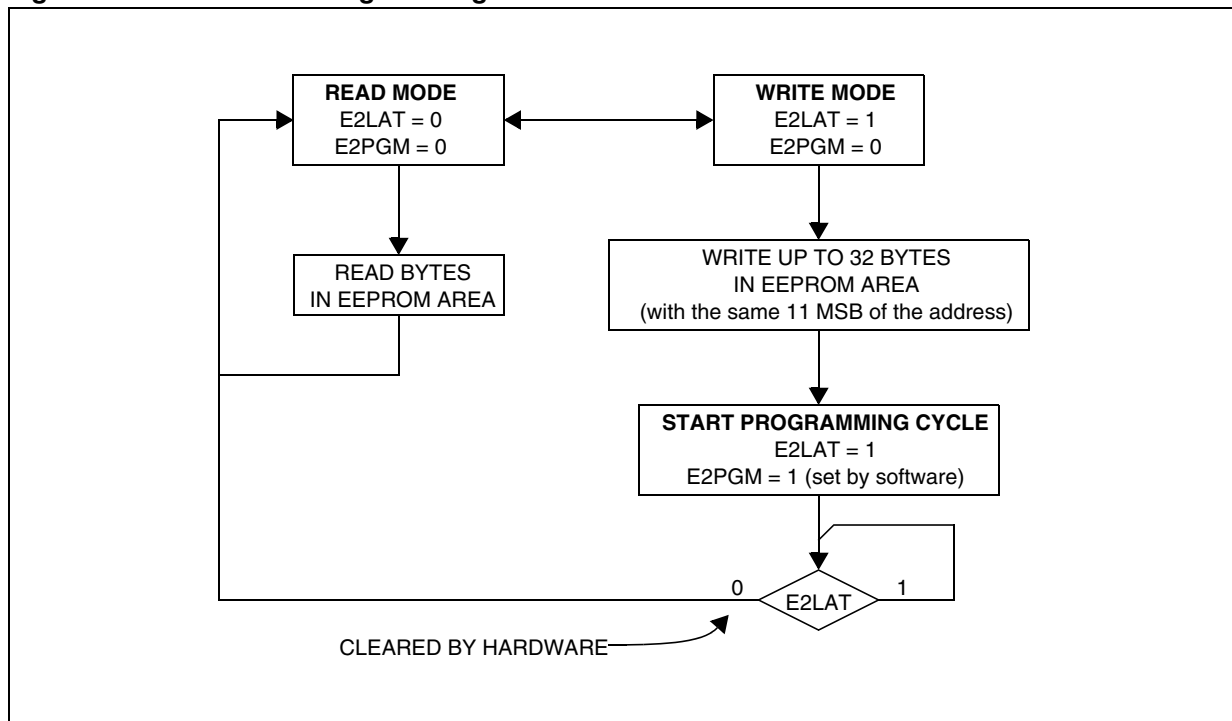 READ MODE
E2LAT = 0
E2PGM = 0
WRITE MODE
E2LAT = 1
E2PGM = 0
READ BYTES
IN EEPROM AREA
WRITE UP TO 32 BYTES
IN EEPROM AREA
(with the same 11 MSB of the address)
START PROGRAMMING CYCLE
E2LAT = 1
E2PGM = 1 (set by software)
0
E2LAT
1
CLEARED BY HARDWARE